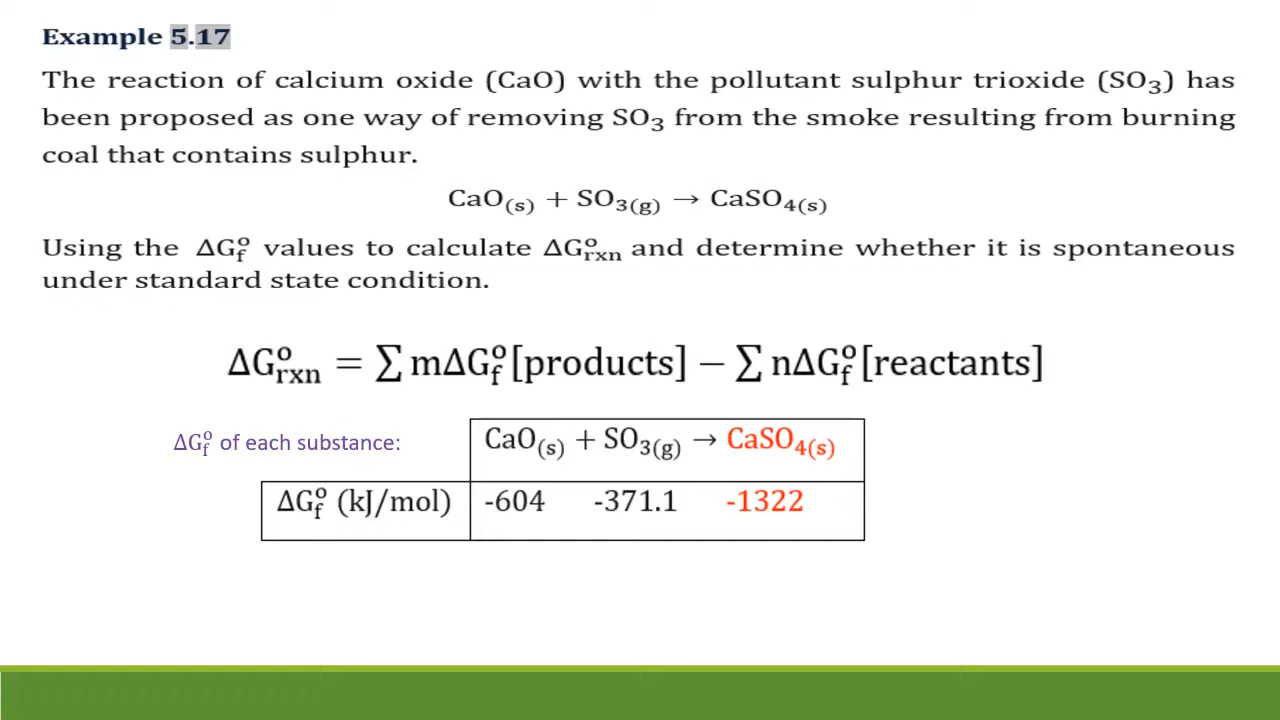 Example 5.17
The reaction of calcium oxide (CaO) with the pollutant sulphur trioxide (SO₃) has
been proposed as one way of removing SO₃ from the smoke resulting from burning
coal that contains sulphur.
CaO₍ₛ₎ + SO₃(g) → CaSO₄₍ₛ₎
Using the ΔG°f values to calculate ΔG°rxn and determine whether it is spontaneous
under standard state condition.
ΔG°rxn = ∑ mΔG°f[products] − ∑ nΔG°f[reactants]
ΔG°f of each substance: CaO₍ₛ₎ + SO₃(g) → CaSO₄₍ₛ₎
ΔG°f (kJ/mol) -604 -371.1 -1322